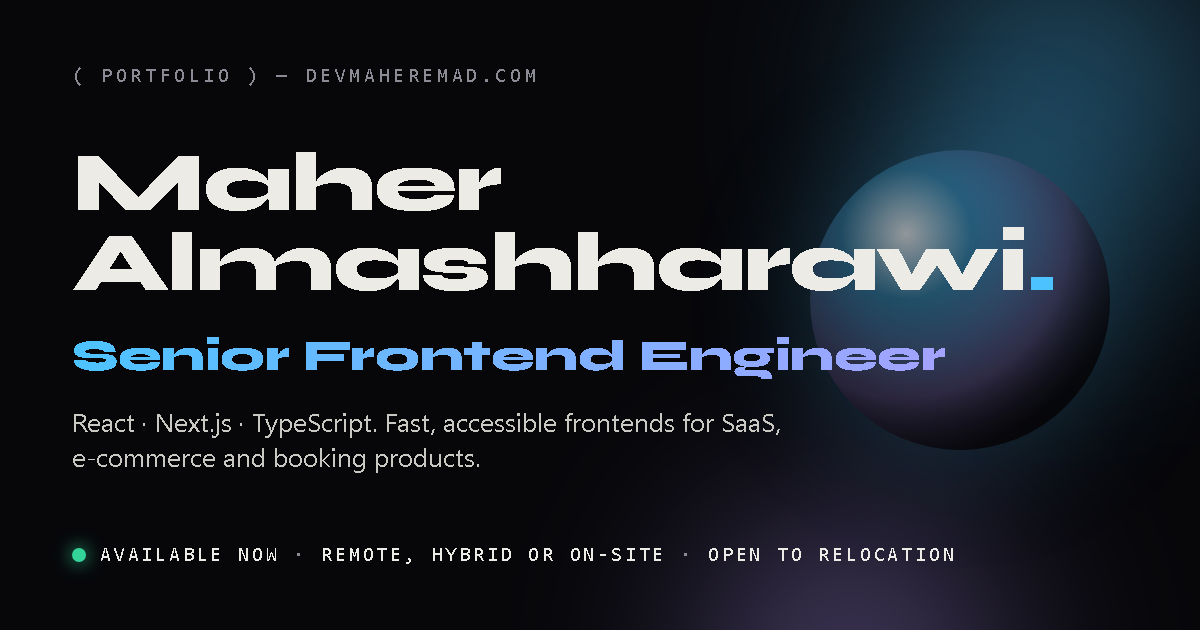 ( PORTFOLIO ) — DEVMAHEREMAD.COM
Maher
Almashharawi.
Senior Frontend Engineer
React · Next.js · TypeScript. Fast, accessible frontends for SaaS,
e-commerce and booking products.
AVAILABLE NOW · REMOTE, HYBRID OR ON-SITE · OPEN TO RELOCATION